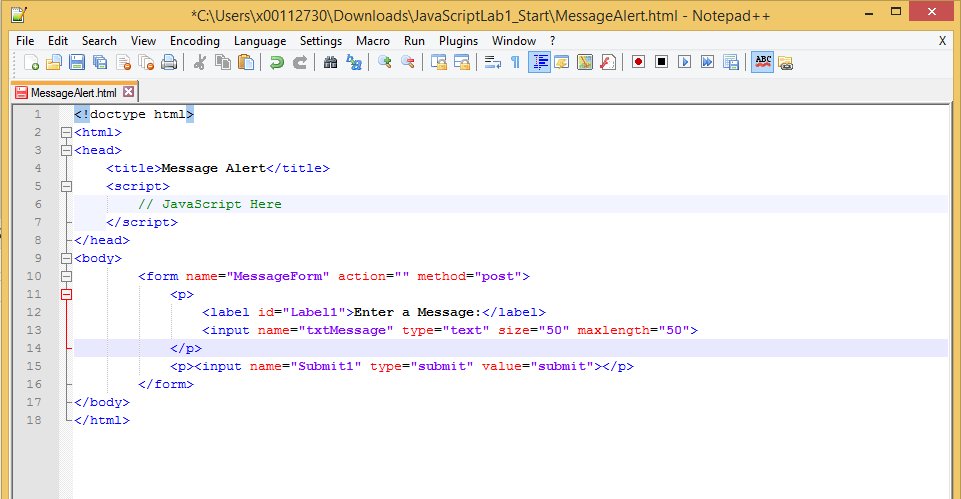 *C:\Users\x00112730\Downloads\JavaScriptLab1_Start\MessageAlert.html - Notepad++
File Edit Search View Encoding Language Settings Macro Run Plugins Window ? X
ABC
MessageAlert.html
1 <!doctype html>
2 <html>
3 <head>
4 <title>Message Alert</title>
5 <script>
6 // JavaScript Here
7 </script>
8 </head>
9 <body>
10 <form name="MessageForm" action="" method="post">
11 <p>
12 <label id="Label1">Enter a Message:</label>
13 <input name="txtMessage" type="text" size="50" maxlength="50">
14 </p>
15 <p><input name="Submit1" type="submit" value="submit"></p>
16 </form>
17 </body>
18 </html>